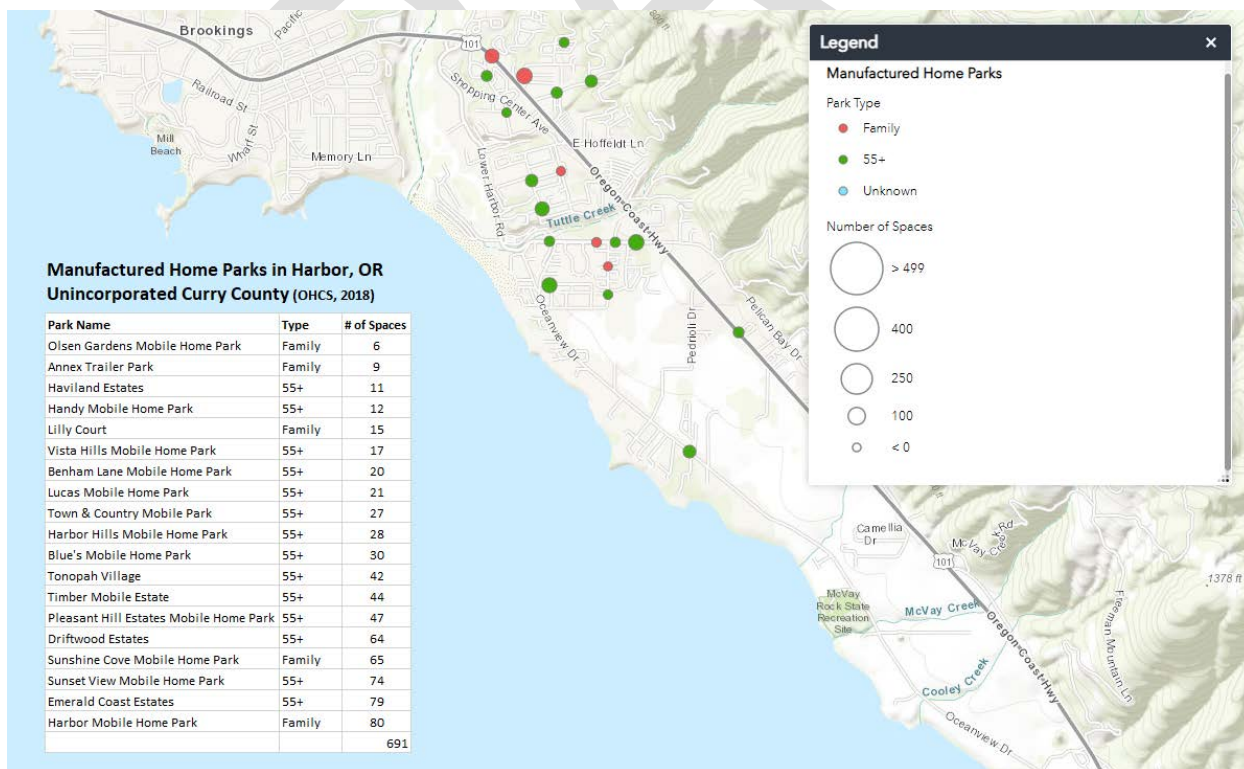 Brookings
Pacific
101
800 ft
Railroad St
Shopping Center Ave
Mill
Beach
Wharf St
Memory Ln
E Hoffeldt Ln
Lower Harbor Rd
Oregon Coast Hwy
Tuttle Creek
Oceanview Dr
Pedrioli Dr
Pelican Bay Dr
Legend
×
Manufactured Home Parks
Park Type
Family
55+
Unknown
Number of Spaces
> 499
400
250
100
< 0
Manufactured Home Parks in Harbor, OR
Unincorporated Curry County (OHCS, 2018)
Park Name Type # of Spaces
Olsen Gardens Mobile Home Park Family 6
Annex Trailer Park Family 9
Haviland Estates 55+ 11
Handy Mobile Home Park 55+ 12
Lilly Court Family 15
Vista Hills Mobile Home Park 55+ 17
Benham Lane Mobile Home Park 55+ 20
Lucas Mobile Home Park 55+ 21
Town & Country Mobile Park 55+ 27
Harbor Hills Mobile Home Park 55+ 28
Blue's Mobile Home Park 55+ 30
Tonopah Village 55+ 42
Timber Mobile Estate 55+ 44
Pleasant Hill Estates Mobile Home Park 55+ 47
Driftwood Estates 55+ 64
Sunshine Cove Mobile Home Park Family 65
Sunset View Mobile Home Park 55+ 74
Emerald Coast Estates 55+ 79
Harbor Mobile Home Park Family 80
691
Camellia
Dr
McVay Creek Rd
101
1378 ft
McVay
Rock State
Recreation
Site
McVay Creek
Oregon Coast Hwy
Freeman Mountain Ln
Cooley Creek
Oceanview Dr